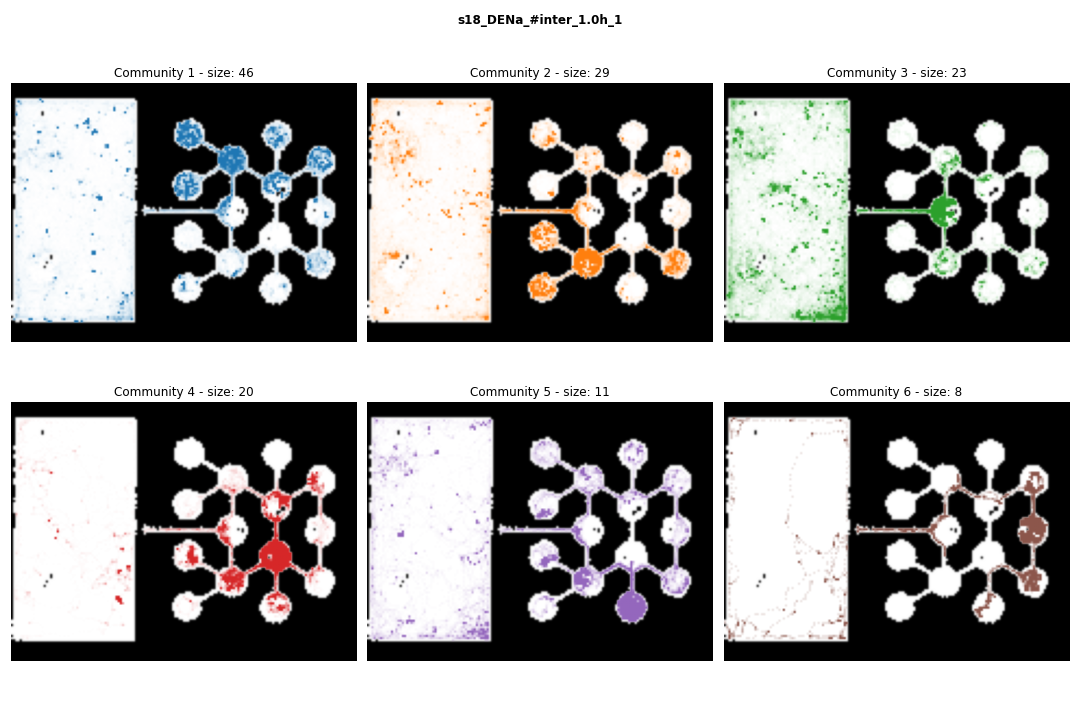 s18_DENa_#inter_1.0h_1
Community 1 - size: 46
Community 2 - size: 29
Community 3 - size: 23
Community 4 - size: 20
Community 5 - size: 11
Community 6 - size: 8